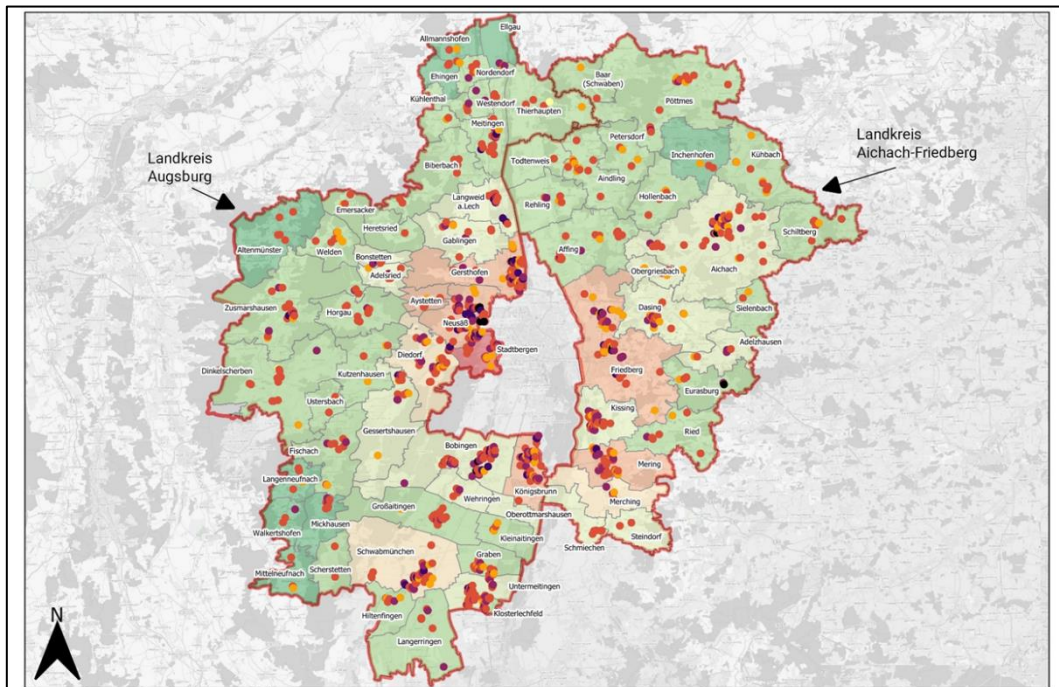 Ellgau
Allmannshofen
Ehingen
Nordendorf
Kühlenthal
Westendorf
Thierhaupten
Meitingen
Biberbach
Baar
(Schwaben)
Pöttmes
Petersdorf
Inchenhofen
Kühbach
Todtenweis
Aindling
Hollenbach
Rehling
Schiltberg
Affing
Landkreis
Augsburg
Landkreis
Aichach-Friedberg
Langweid
a.Lech
Emersacker
Heretsried
Gablingen
Altenmünster
Welden
Bonstetten
Adelsried
Gersthofen
Obergriesbach
Aichach
Zusmarshausen
Horgau
Aystetten
Neusäß
Dasing
Sielenbach
Adelzhausen
Diedorf
Stadtbergen
Dinkelscherben
Kutzenhausen
Friedberg
Eurasburg
Ustersbach
Gessertshausen
Kissing
Ried
Fischach
Bobingen
Langenneufnach
Mering
Wehringen
Königsbrunn
Oberottmarshausen
Merching
Großaitingen
Mickhausen
Walkertshofen
Kleinaitingen
Schmiechen
Steindorf
Schwabmünchen
Graben
Mittelneufnach
Scherstetten
Untermeitingen
Hiltenfingen
Klosterlechfeld
Langerringen
N